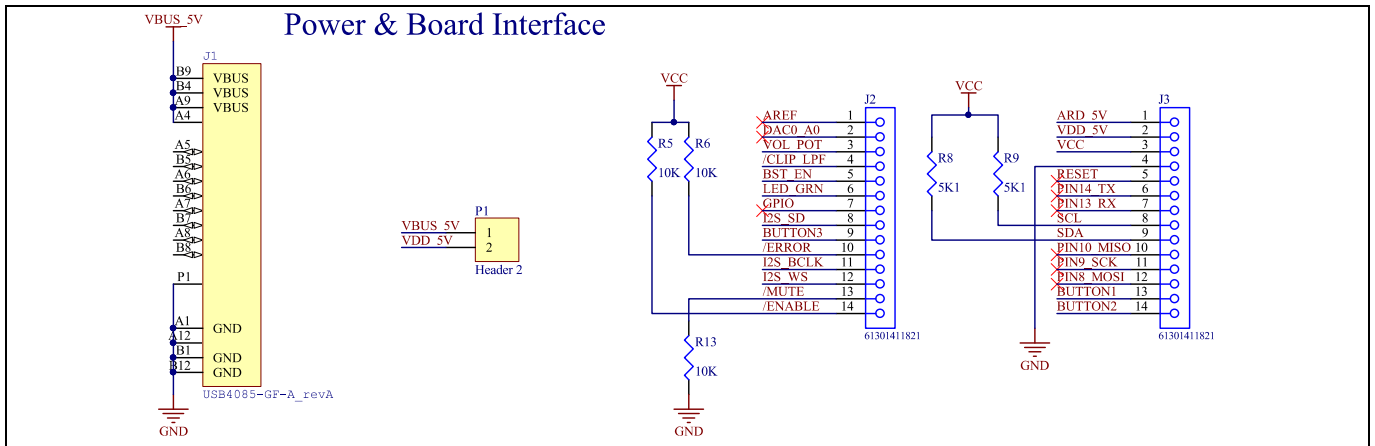 Power & Board Interface
VBUS_5V
J1
B9 VBUS
B4 VBUS
A9 VBUS
A4
A5
B5
A6
B6
A7
B7
A8
B8
P1
A1 GND
A12
B1 GND
B12 GND
USB4085-GF-A_revA
GND
P1
VBUS_5V 1
VDD_5V 2
Header 2
VCC
R5
10K
R6
10K
J2
AREF 1
DAC0_A0 2
VOL_POT 3
/CLIP_LPF 4
BST_EN 5
LED_GRN 6
GPIO 7
I2S_SD 8
BUTTON3 9
/ERROR 10
I2S_BCLK 11
I2S_WS 12
/MUTE 13
/ENABLE 14
61301411821
R13
10K
GND
VCC
R8
5K1
R9
5K1
J3
ARD_5V 1
VDD_5V 2
VCC 3
4
RESET 5
PIN14_TX 6
PIN13_RX 7
SCL 8
SDA 9
PIN10_MISO 10
PIN9_SCK 11
PIN8_MOSI 12
BUTTON1 13
BUTTON2 14
61301411821
GND